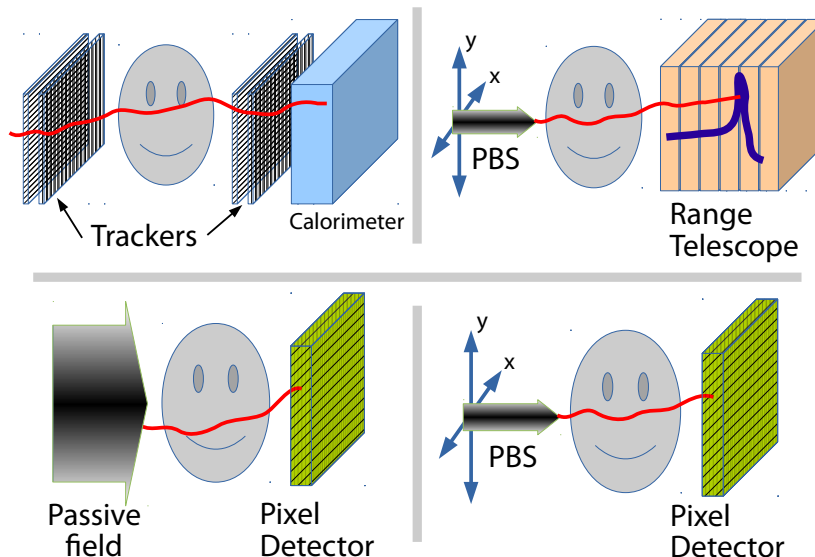 Trackers
Calorimeter
y
x
PBS
Range
Telescope
Passive
field
Pixel
Detector
y
x
PBS
Pixel
Detector